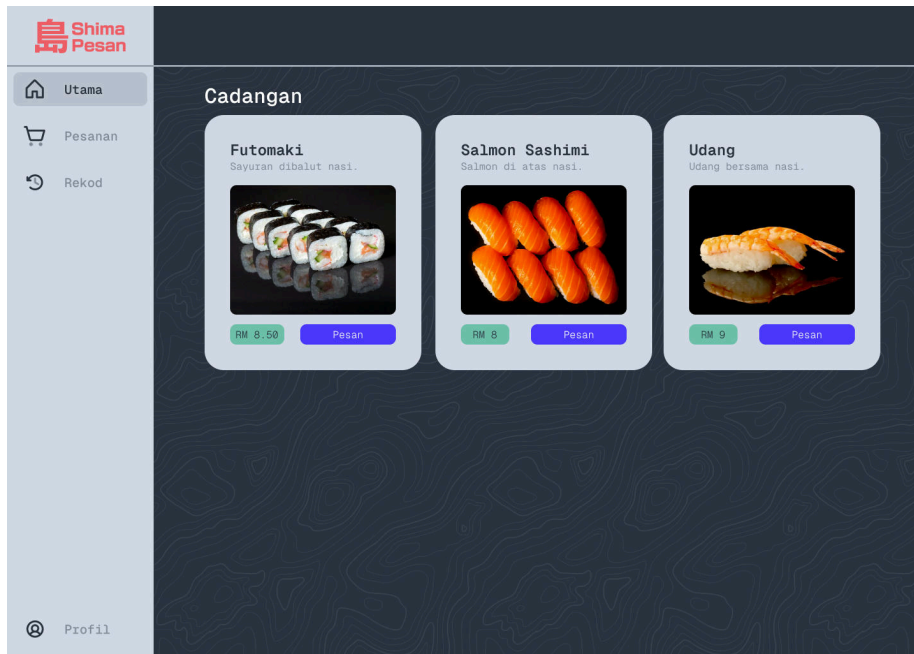 島 Shima
Pesan
Utama
Pesanan
Rekod
Profil
Cadangan
Futomaki
Sayuran dibalut nasi.
RM 8.50
Pesan
Salmon Sashimi
Salmon di atas nasi.
RM 8
Pesan
Udang
Udang bersama nasi.
RM 9
Pesan